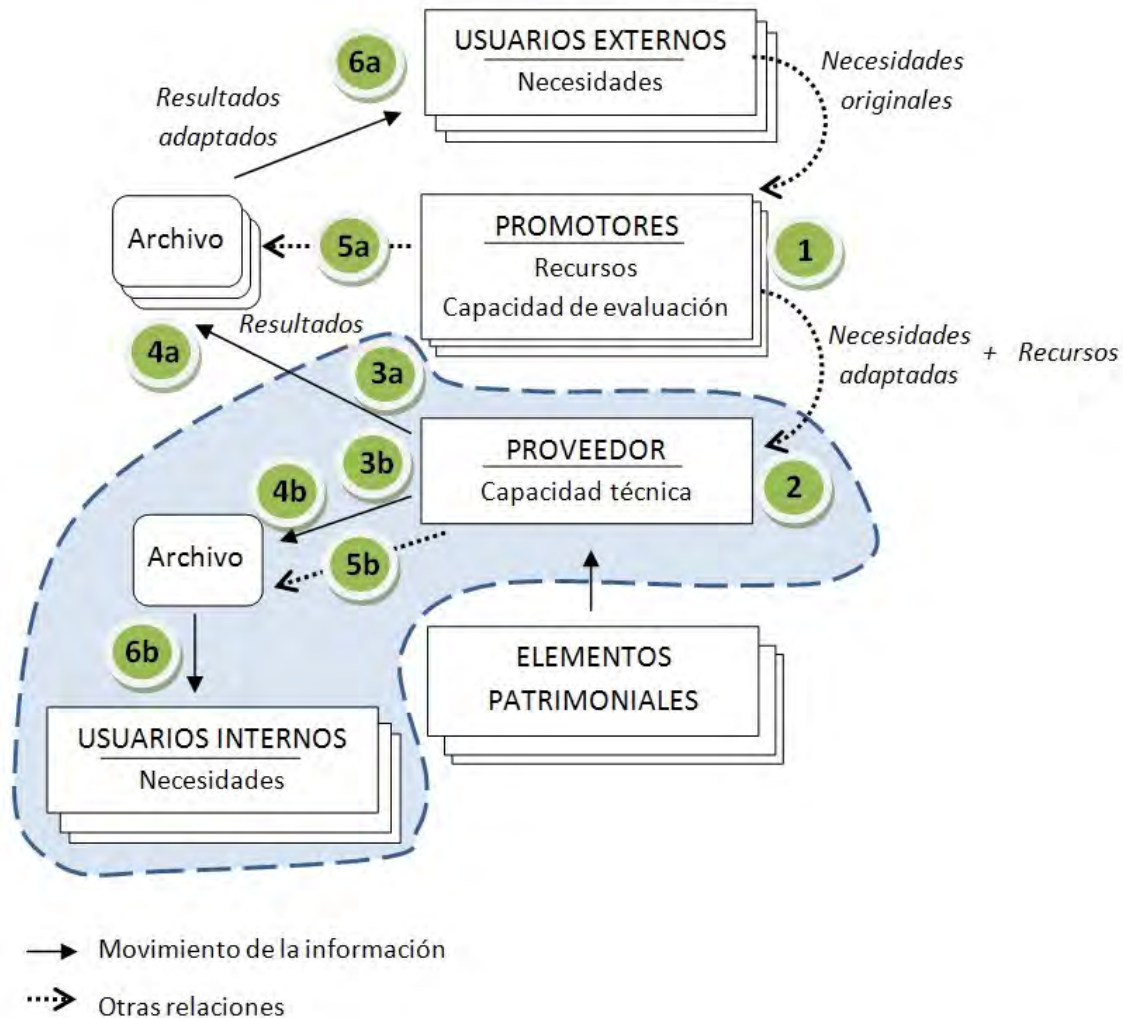 USUARIOS EXTERNOS
Necesidades
6a
Necesidades
originales
Resultados
adaptados
Archivo
5a
PROMOTORES
Recursos
Capacidad de evaluación
1
Resultados
4a
3a
Necesidades
adaptadas
+ Recursos
PROVEEDOR
Capacidad técnica
3b
2
4b
Archivo
5b
6b
ELEMENTOS
PATRIMONIALES
USUARIOS INTERNOS
Necesidades
Movimiento de la información
Otras relaciones